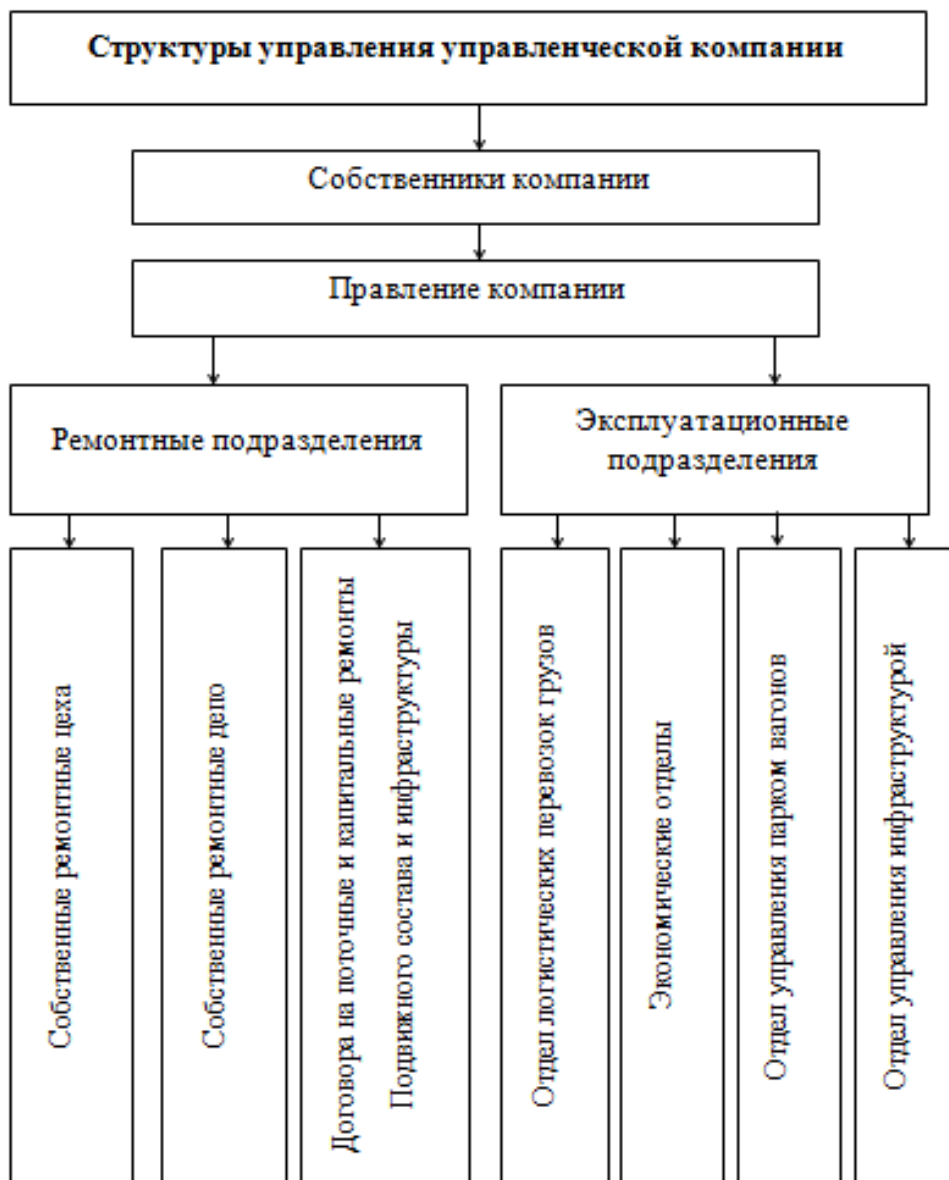 Структуры управления управленческой компании
Собственники компании
Правление компании
Ремонтные подразделения
Эксплуатационные
подразделения
Собственные ремонтные цеха
Собственные ремонтные депо
Договора на поточные и капитальные ремонты
Подвижного состава и инфраструктуры
Отдел логистических перевозок грузов
Экономические отделы
Отдел управления парком вагонов
Отдел управления инфраструктурой